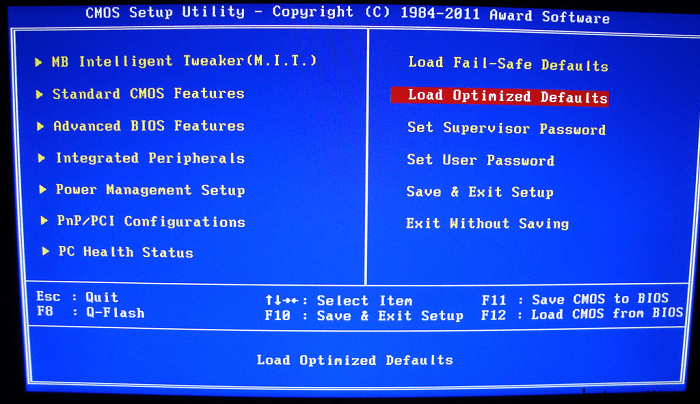 CMOS Setup Utility - Copyright (C) 1984-2011 Award Software
▶ MB Intelligent Tweaker(M.I.T.)
▶ Standard CMOS Features
▶ Advanced BIOS Features
▶ Integrated Peripherals
▶ Power Management Setup
▶ PnP/PCI Configurations
▶ PC Health Status
Load Fail-Safe Defaults
Load Optimized Defaults
Set Supervisor Password
Set User Password
Save & Exit Setup
Exit Without Saving
Esc : Quit
F8 : Q-Flash
↑↓→←: Select Item
F10 : Save & Exit Setup
F11 : Save CMOS to BIOS
F12 : Load CMOS from BIOS
Load Optimized Defaults